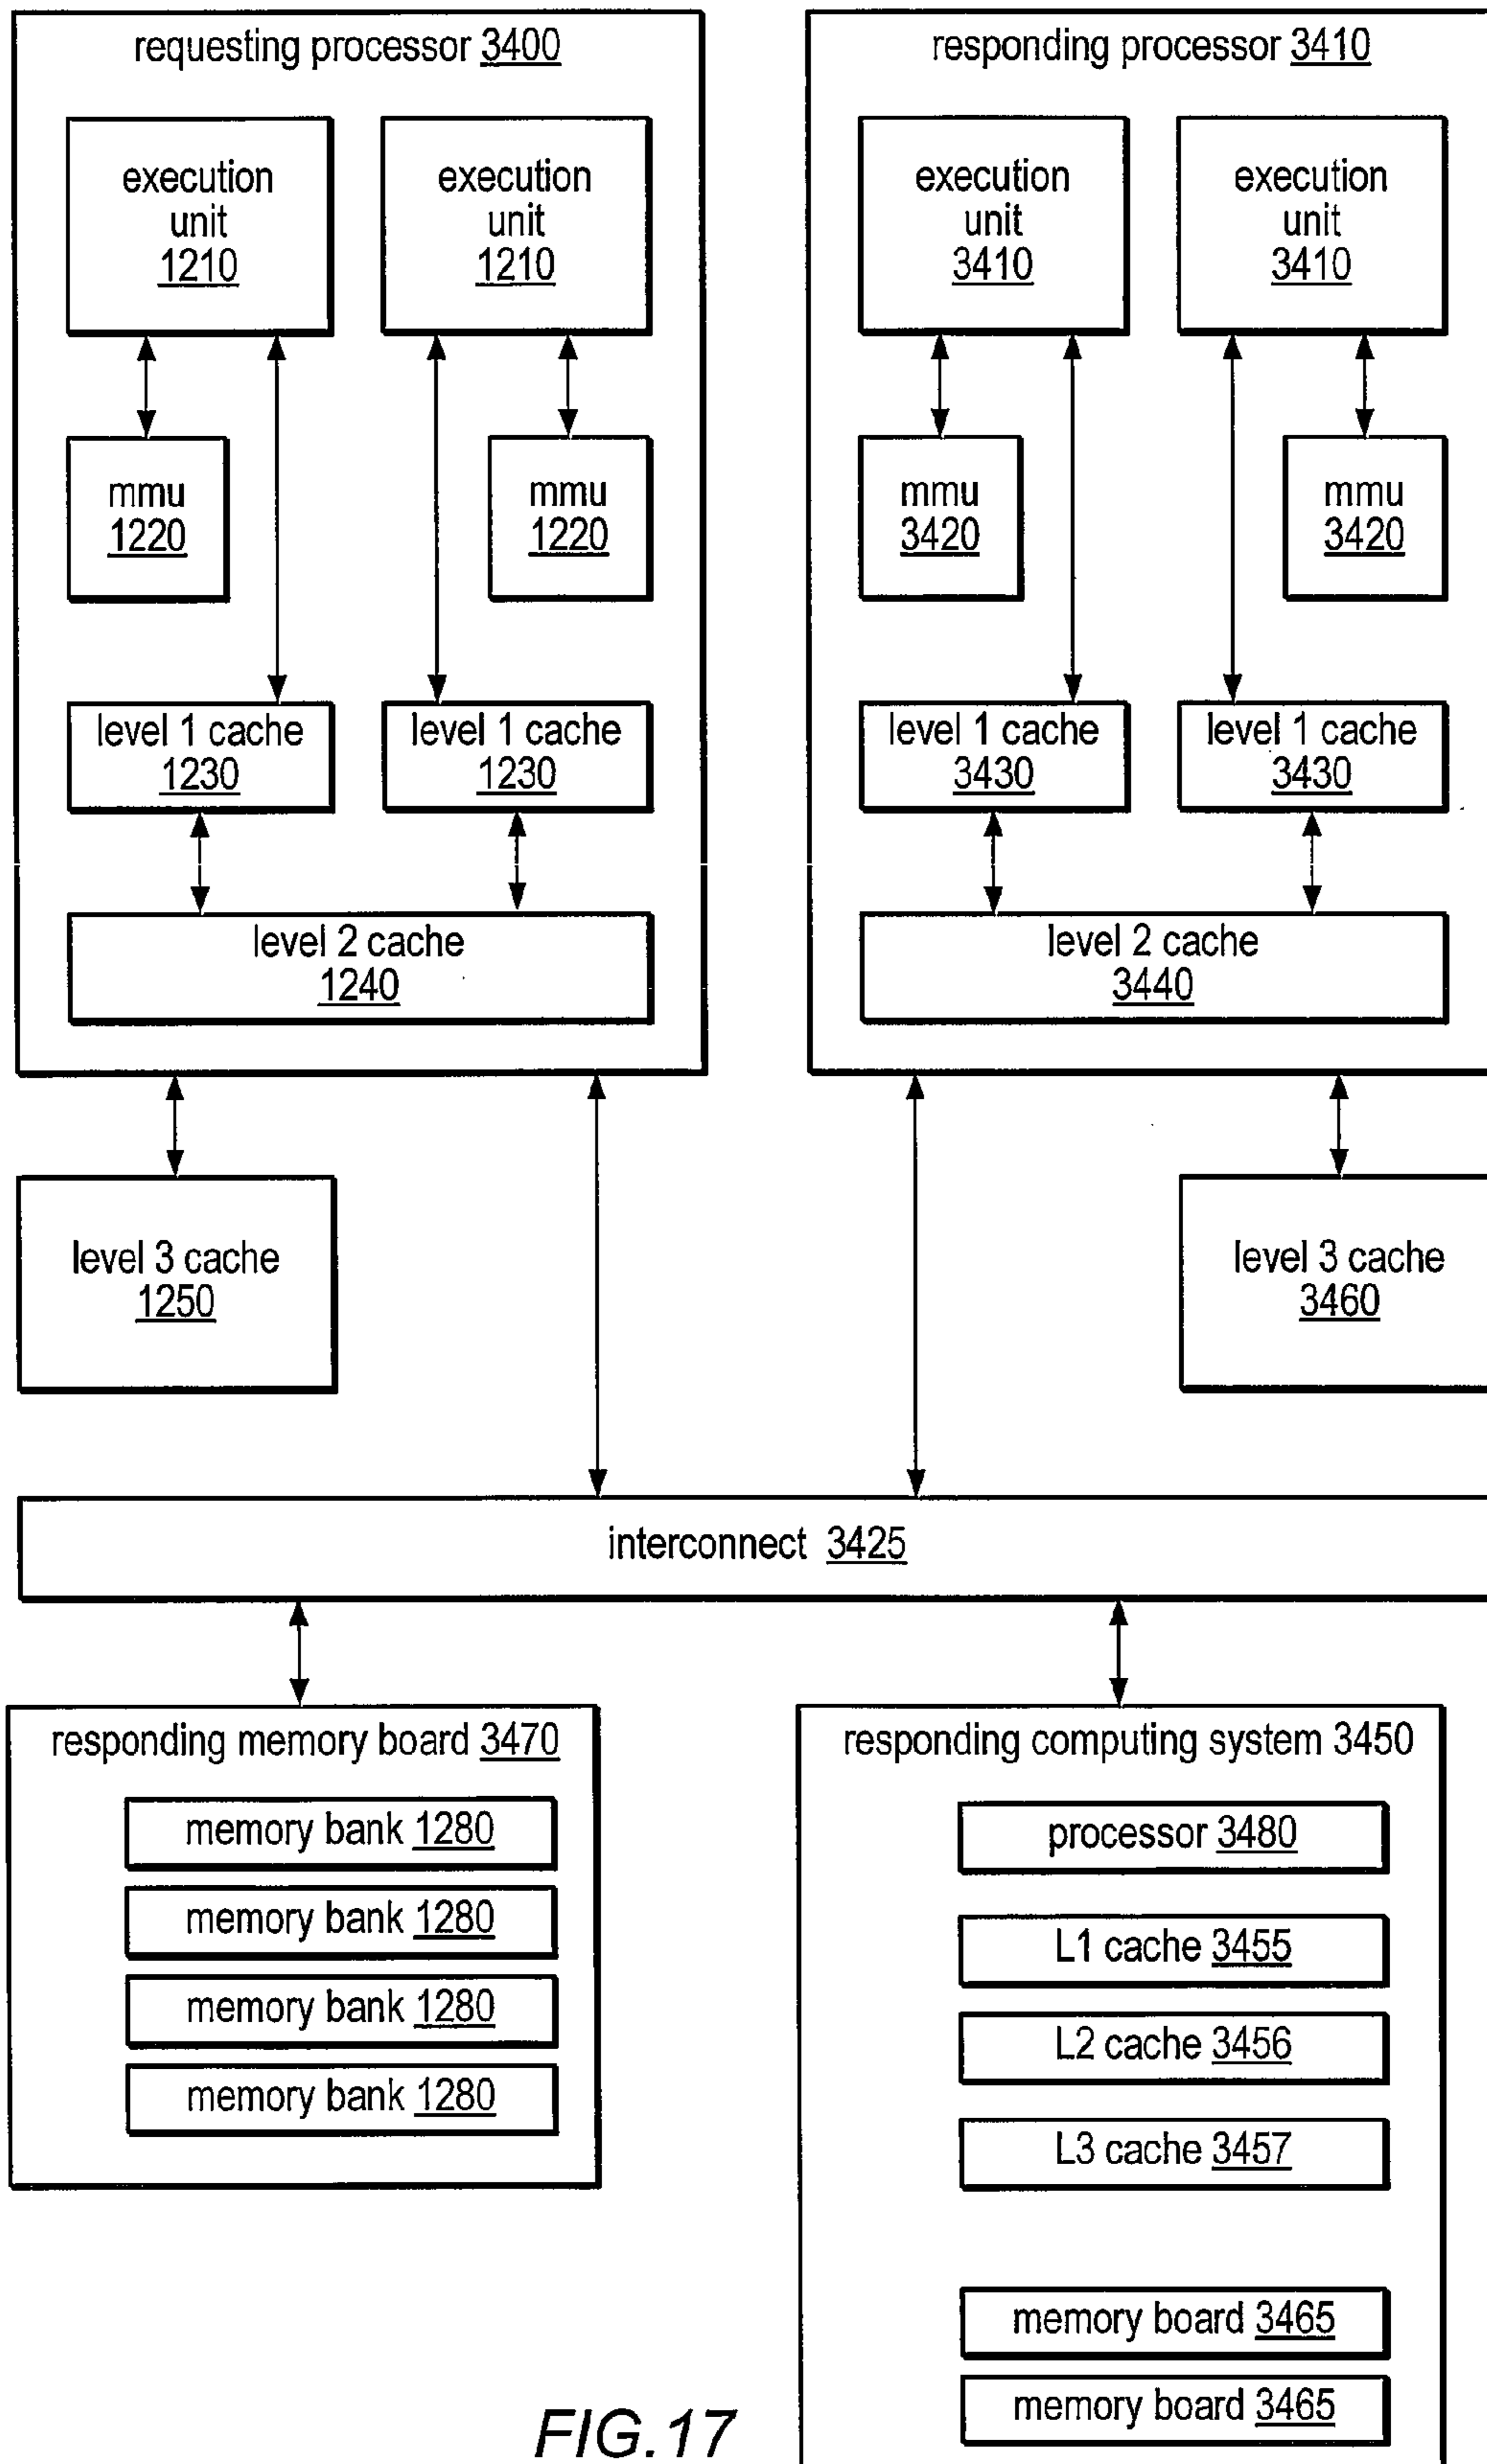 requesting processor 3400
execution
unit
1210
execution
unit
1210
mmu
1220
mmu
1220
level 1 cache
1230
level 1 cache
1230
level 2 cache
1240
responding processor 3410
execution
unit
3410
execution
unit
3410
mmu
3420
mmu
3420
level 1 cache
3430
level 1 cache
3430
level 2 cache
3440
level 3 cache
1250
level 3 cache
3460
interconnect 3425
responding memory board 3470
memory bank 1280
memory bank 1280
memory bank 1280
memory bank 1280
responding computing system 3450
processor 3480
L1 cache 3455
L2 cache 3456
L3 cache 3457
memory board 3465
memory board 3465
FIG.17